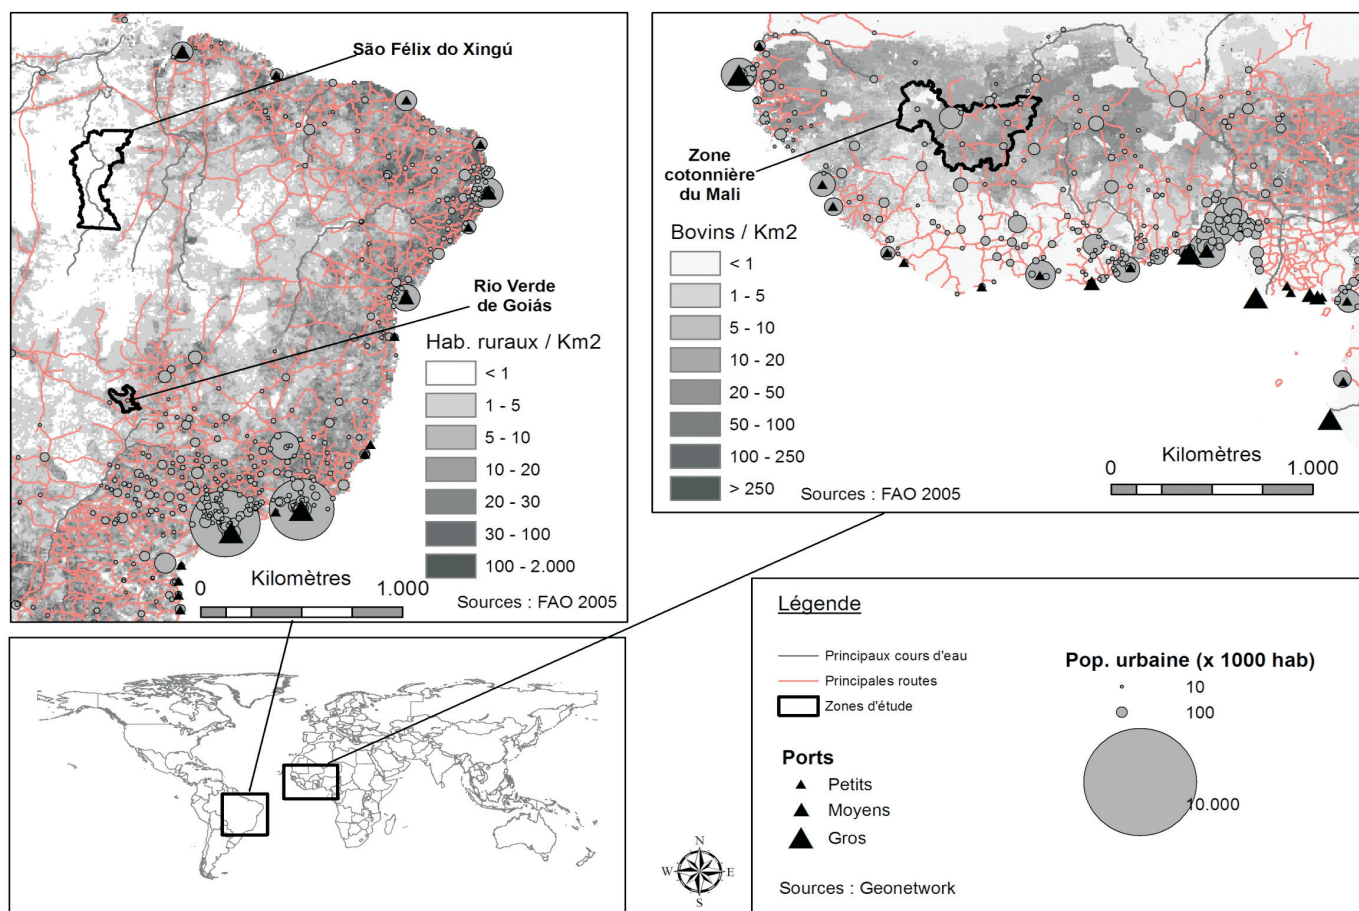 São Félix do Xingú
Rio Verde
de Goiás
Hab. ruraux / Km2
< 1
1 - 5
5 - 10
10 - 20
20 - 30
30 - 100
100 - 2.000
Kilomètres
0
1.000
Sources : FAO 2005
Zone
cotonnière
du Mali
Bovins / Km2
< 1
1 - 5
5 - 10
10 - 20
20 - 50
50 - 100
100 - 250
> 250
Sources : FAO 2005
Kilomètres
0
1.000
N
W
E
S
Légende
Principaux cours d'eau
Principales routes
Zones d'étude
Ports
Petits
Moyens
Gros
Sources : Geonetwork
Pop. urbaine (x 1000 hab)
10
100
10.000